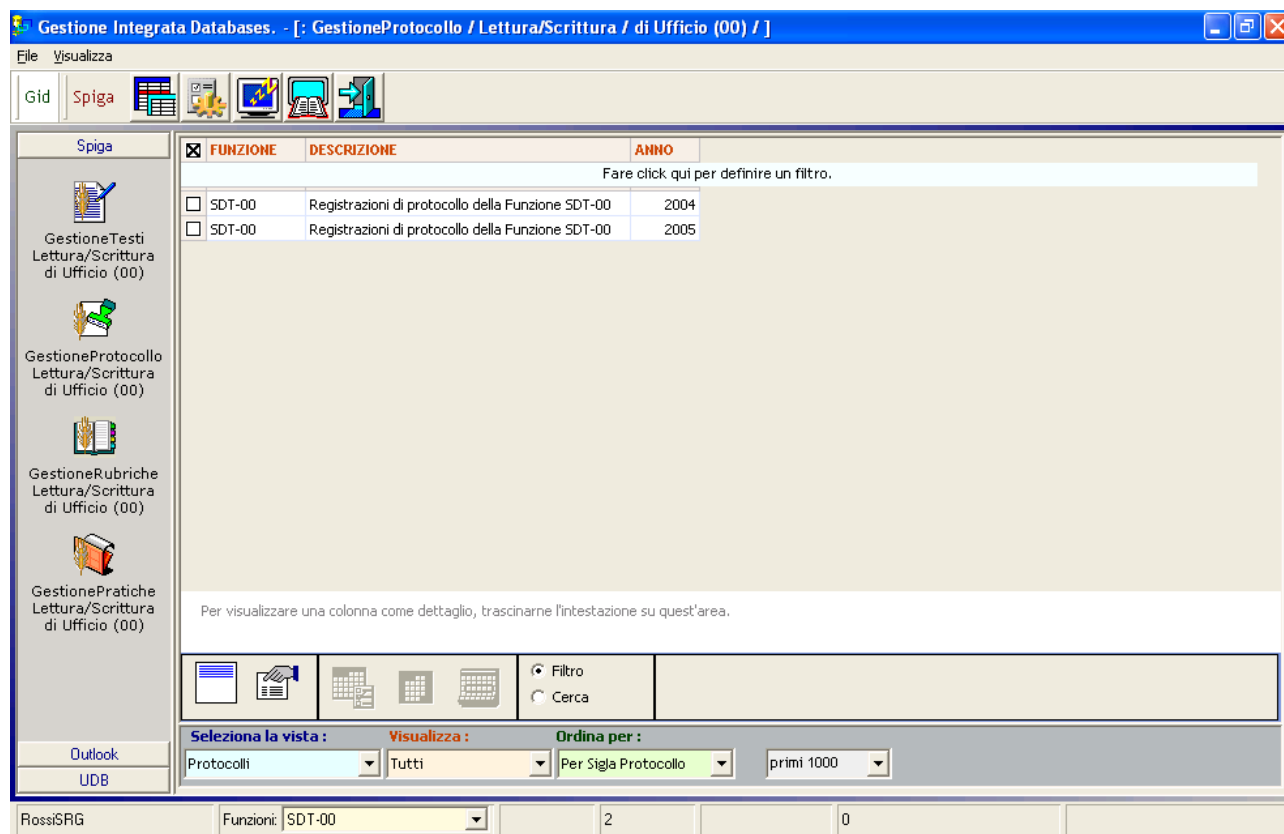 Gestione Integrata Databases. - [: GestioneProtocollo / Lettura/Scrittura / di Ufficio (00) / ]
File Visualizza
Gid Spiga
Spiga
GestioneTesti
Lettura/Scrittura
di Ufficio (00)
GestioneProtocollo
Lettura/Scrittura
di Ufficio (00)
GestioneRubriche
Lettura/Scrittura
di Ufficio (00)
GestionePratiche
Lettura/Scrittura
di Ufficio (00)
Outlook
UDB
FUNZIONE DESCRIZIONE ANNO
Fare click qui per definire un filtro.
SDT-00 Registrazioni di protocollo della Funzione SDT-00 2004
SDT-00 Registrazioni di protocollo della Funzione SDT-00 2005
Per visualizzare una colonna come dettaglio, trascinarne l'intestazione su quest'area.
Filtro
Cerca
Seleziona la vista : Visualizza : Ordina per :
Protocolli Tutti Per Sigla Protocollo primi 1000
RossiSRG Funzioni: SDT-00 2 0